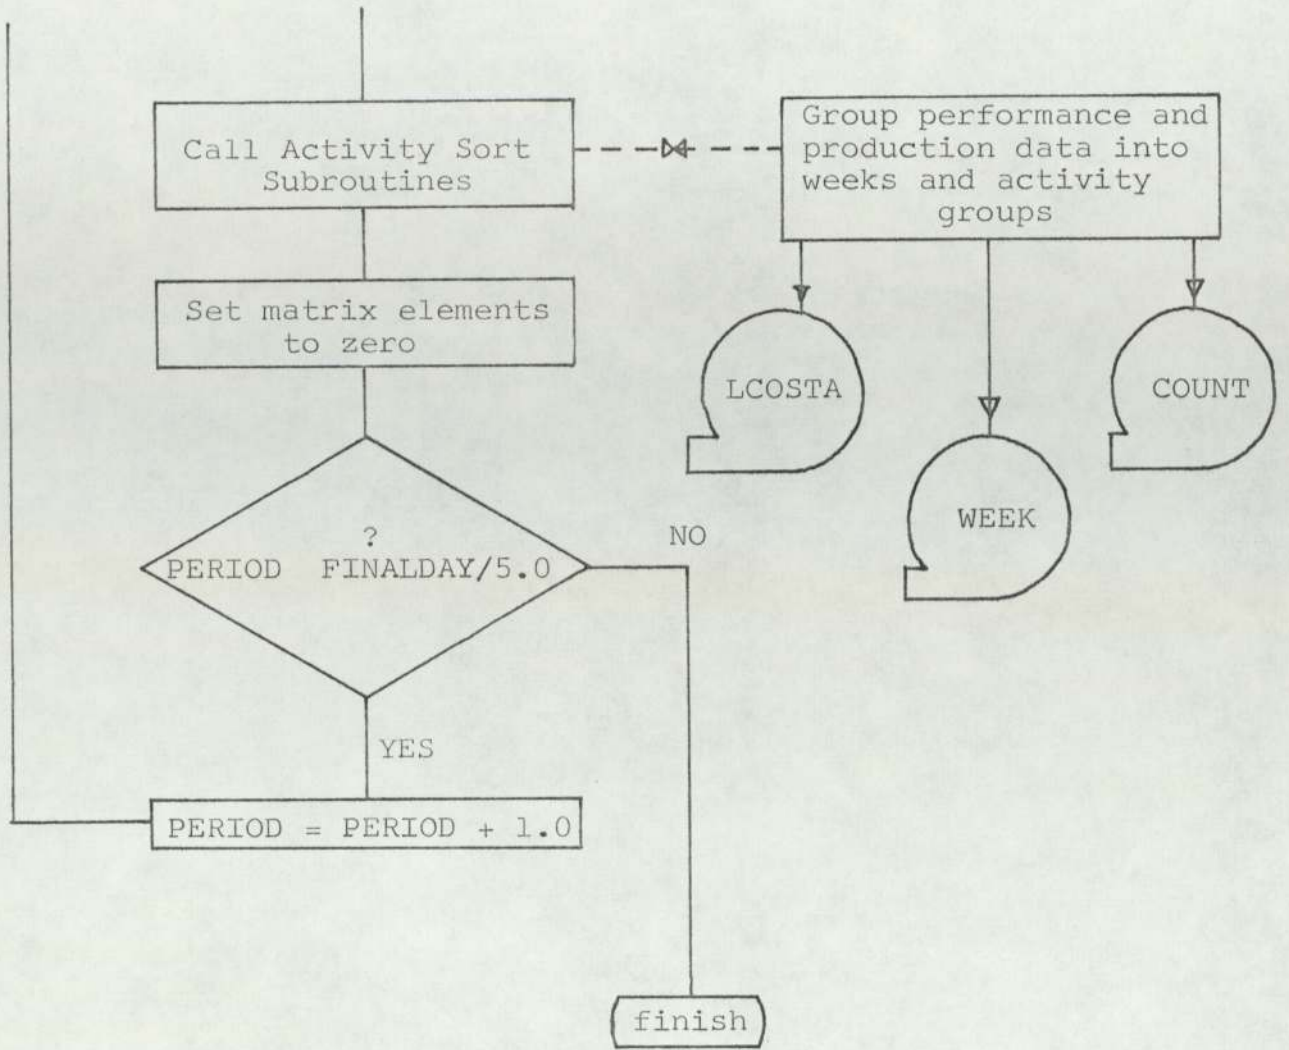 Call Activity Sort
Subroutines
Group performance and
production data into
weeks and activity
groups
Set matrix elements
to zero
LCOSTA
WEEK
COUNT
?
PERIOD FINALDAY/5.0
NO
YES
PERIOD = PERIOD + 1.0
finish